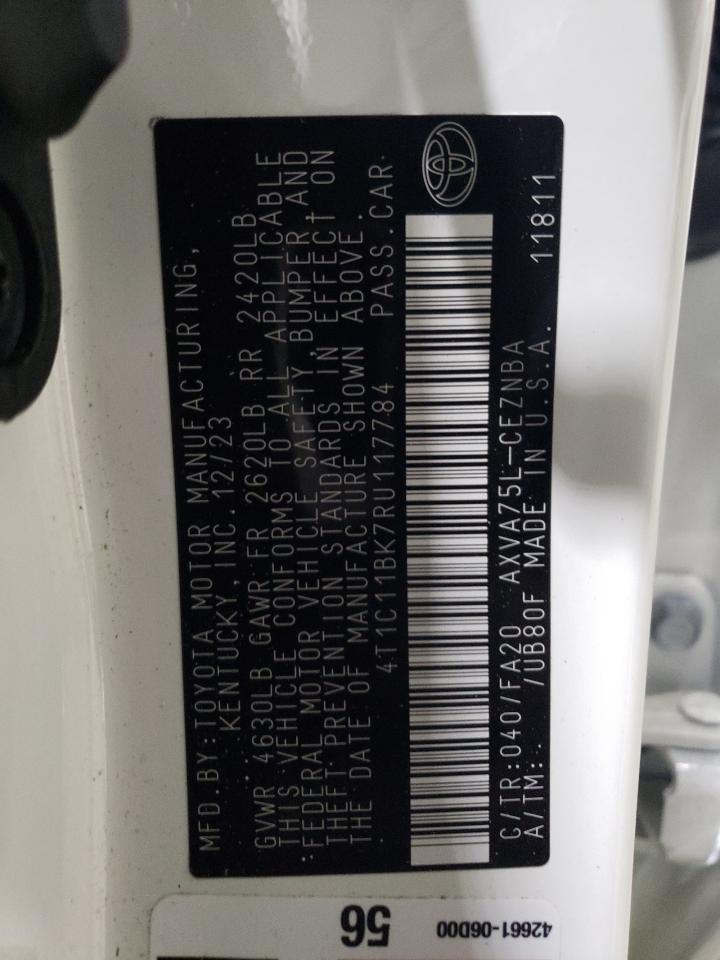 MFD.BY:TOYOTA MOTOR MANUFACTURING,
KENTUCKY,INC.12/23
GVWR 4630LB GAWR FR 2620LB RR 2420LB
THIS VEHICLE CONFORMS TO ALL APPLICABLE
FEDERAL MOTOR VEHICLE SAFETY,BUMPER,AND
THEFT PREVENTION STANDARDS IN EFFECT ON
THE DATE OF MANUFACTURE SHOWN ABOVE.
4T1C11BK7RU117784 PASS.CAR
C/TR:040/FA20 AXVA75L-CEZNBA
A/TM: /UB80F MADE IN U.S.A. 11811
56
42661-06D00